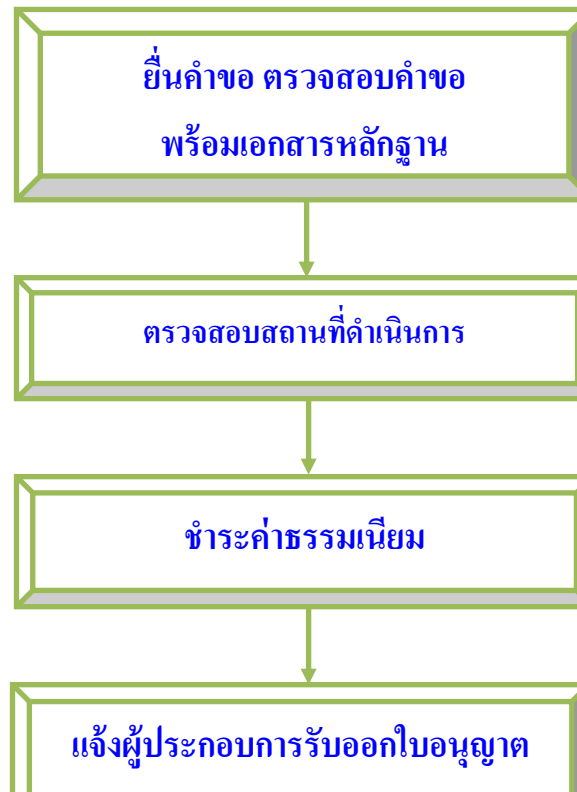 ยื่นคำขอ ตรวจสอบคำขอ
พร้อมเอกสารหลักฐาน
ตรวจสอบสถานที่ดำเนินการ
ชำระค่าธรรมเนียม
แจ้งผู้ประกอบการรับออกใบอนุญาต